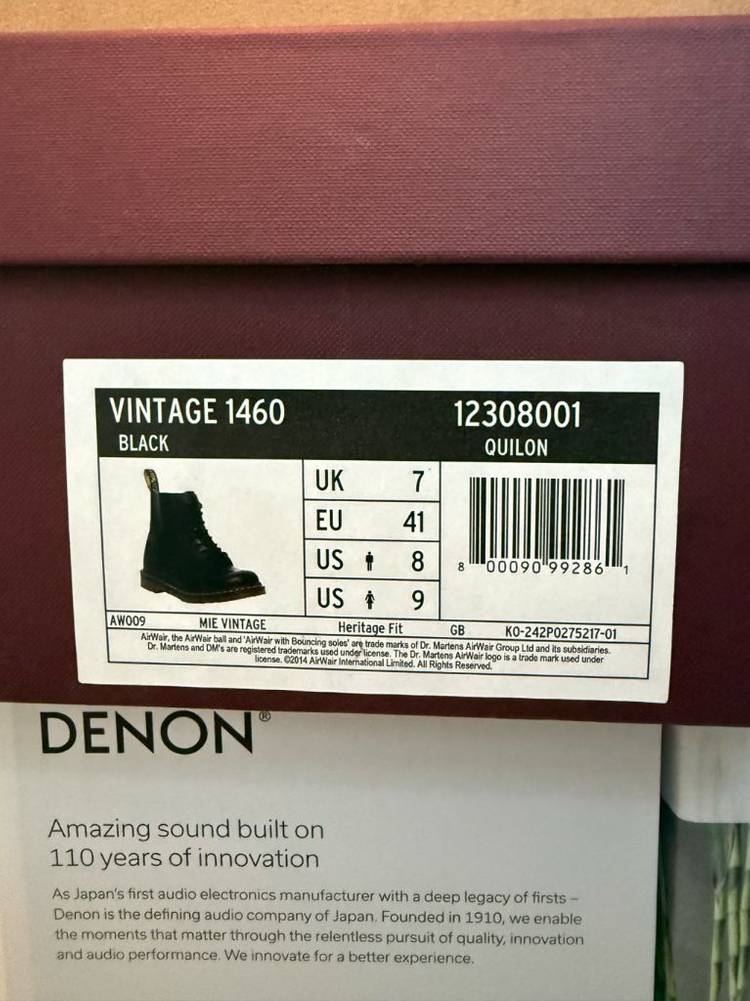 VINTAGE 1460 12308001
BLACK QUILON
UK 7
EU 41
US 8
US 9
8 00090 99286 1
AW009 MIE VINTAGE Heritage Fit GB KO-242P0275217-01
AirWair, the AirWair ball and 'AirWair with Bouncing soles' are trade marks of Dr. Martens AirWair Group Ltd and its subsidiaries.
Dr. Martens and DM's are registered trademarks used under license. The Dr. Martens AirWair logo is a trade mark used under
license. ©2014 AirWair International Limited. All Rights Reserved.
DENON®
Amazing sound built on
110 years of innovation
As Japan's first audio electronics manufacturer with a deep legacy of firsts –
Denon is the defining audio company of Japan. Founded in 1910, we enable
the moments that matter through the relentless pursuit of quality, innovation
and audio performance. We innovate for a better experience.